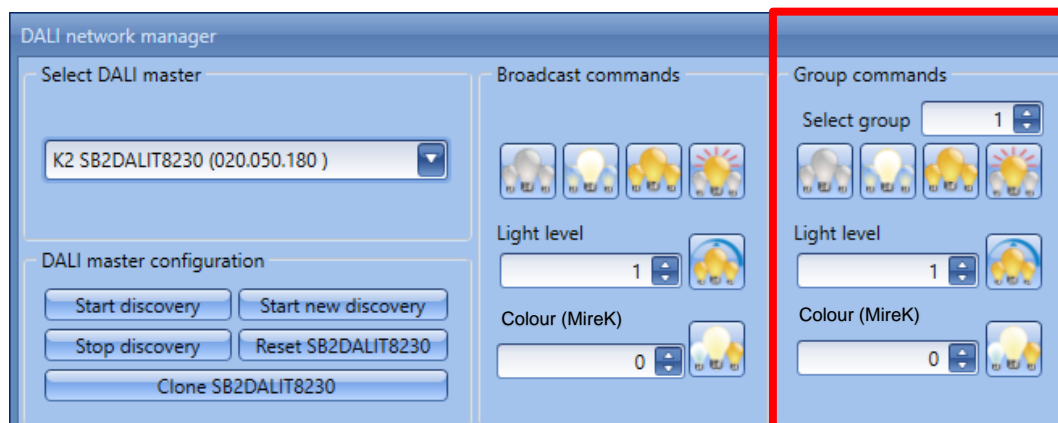 DALI network manager
Select DALI master
K2 SB2DALIT8230 (020.050.180 )
DALI master configuration
Start discovery
Start new discovery
Stop discovery
Reset SB2DALIT8230
Clone SB2DALIT8230
Broadcast commands
Light level
1
Colour (MireK)
0
Group commands
Select group 1
Light level
1
Colour (MireK)
0